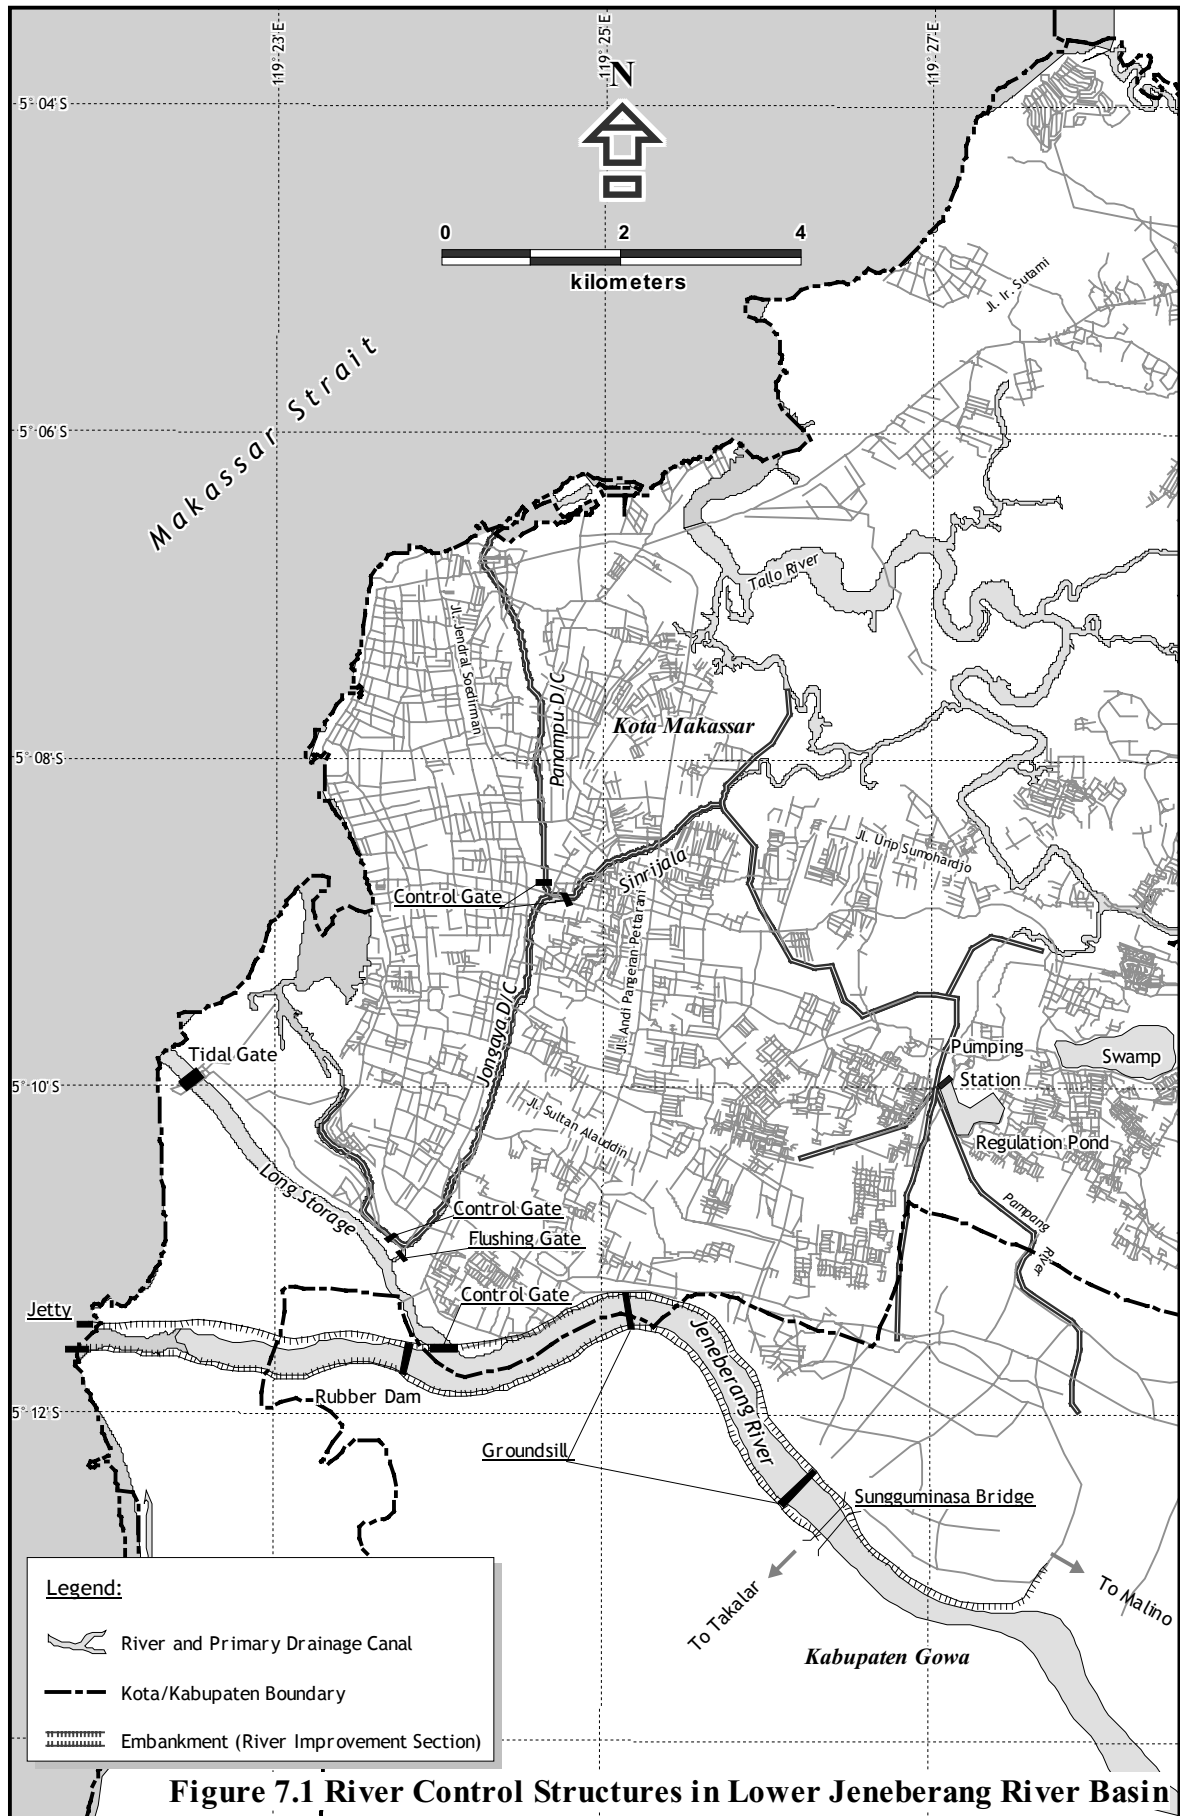 119° 23' E
119° 25' E
119° 27' E
N
5° 04' S
0 2 4
kilometers
Jl. Ir. Sutami
Makassar Strait
5° 06' S
Tallo River
Jl. Jendral Soedirman
Panampu D/C
Kota Makassar
5° 08' S
Jl. Urip Sumohardjo
Sinrijala
Control Gate
Jl. Andi Pangeran Pettarani
Jongaya D/C
Tidal Gate
Pumping
Station
Swamp
5° 10' S
Jl. Sultan Alauddin
Regulation Pond
Long Storage
Pampang
River
Control Gate
Flushing Gate
Control Gate
Jetty
Jeneberang River
Rubber Dam
5° 12' S
Groundsill
Sungguminasa Bridge
To Takalar
To Malino
Kabupaten Gowa
Legend:
River and Primary Drainage Canal
Kota/Kabupaten Boundary
Embankment (River Improvement Section)
Figure 7.1 River Control Structures in Lower Jeneberang River Basin